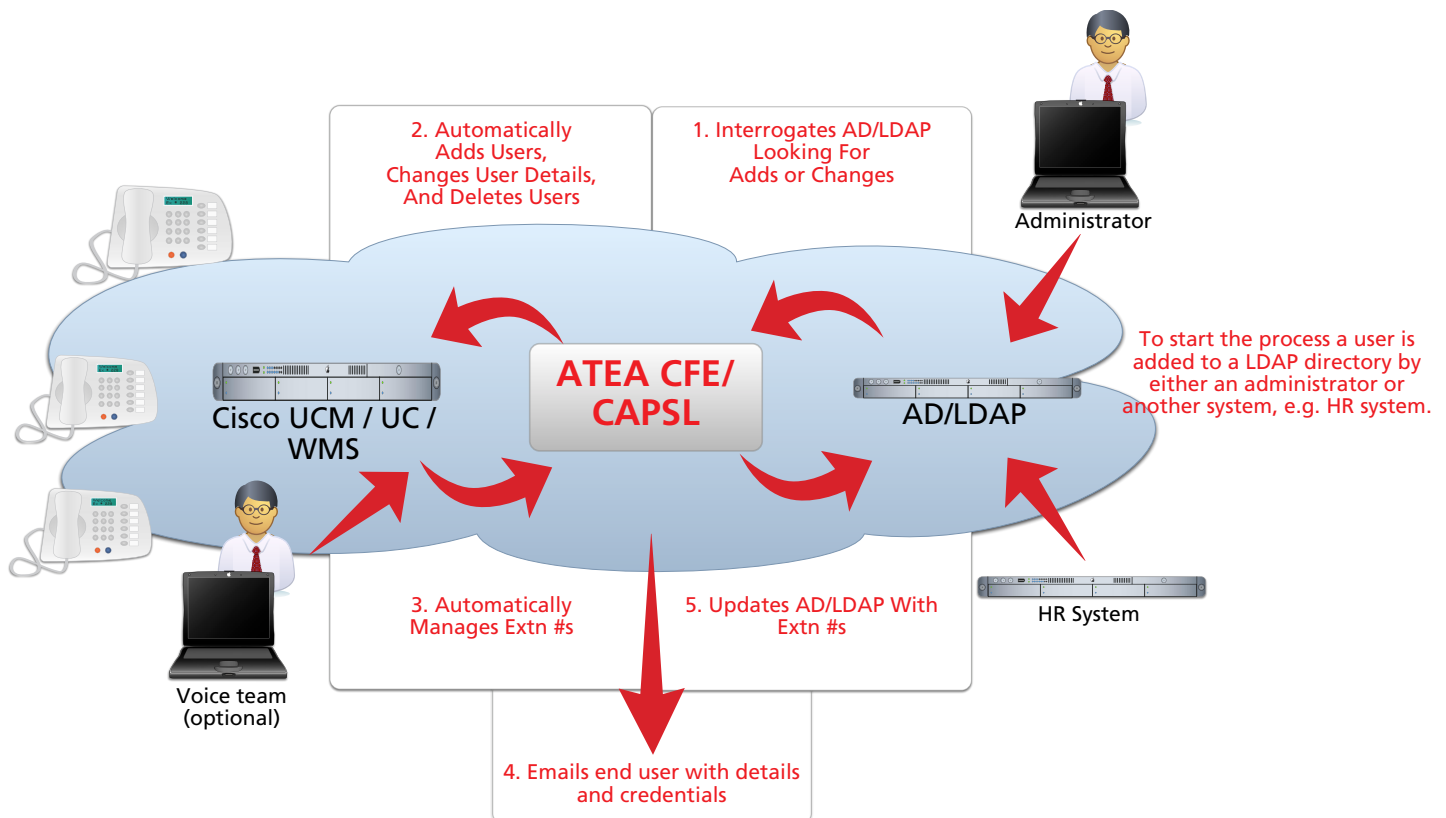 2. Automatically
Adds Users,
Changes User Details,
And Deletes Users
1. Interrogates AD/LDAP
Looking For
Adds or Changes
Administrator
To start the process a user is
added to a LDAP directory by
either an administrator or
another system, e.g. HR system.
ATEA CFE/
CAPSL
Cisco UCM / UC /
WMS
AD/LDAP
3. Automatically
Manages Extn #s
5. Updates AD/LDAP With
Extn #s
HR System
Voice team
(optional)
4. Emails end user with details
and credentials